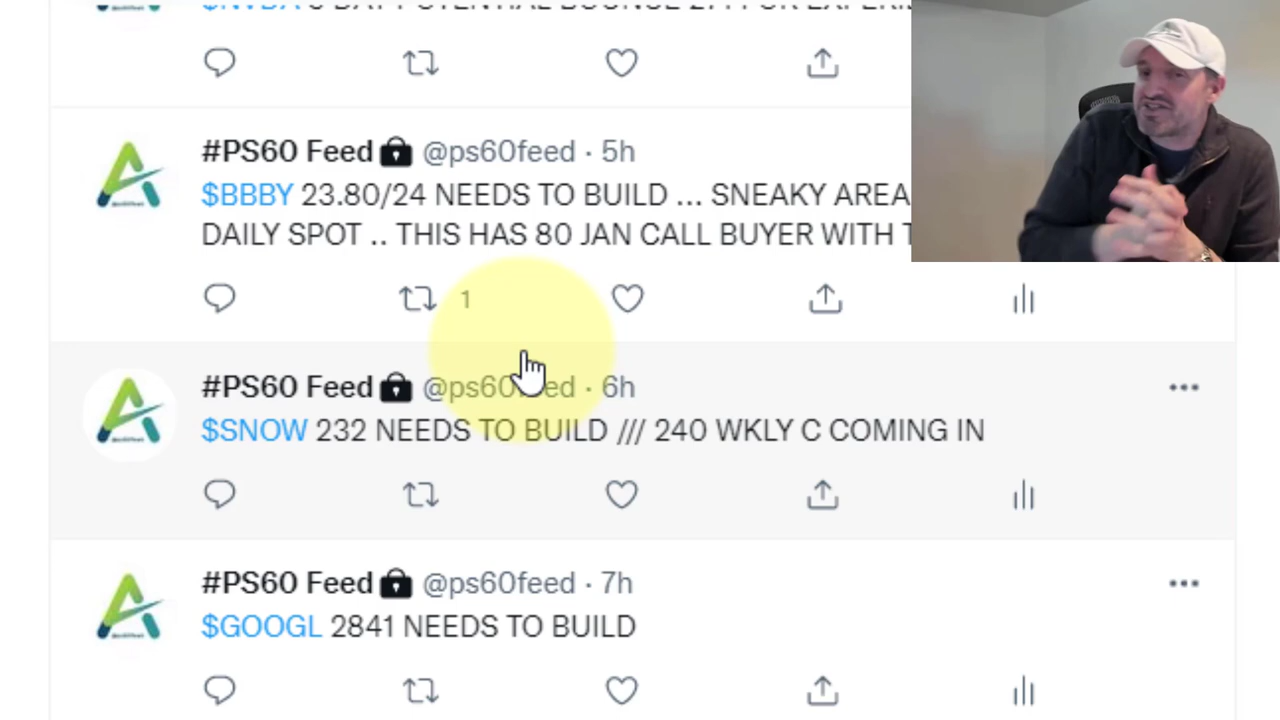 #PS60 Feed @ps60feed · 5h
$BBBY 23.80/24 NEEDS TO BUILD ... SNEAKY AREA
DAILY SPOT .. THIS HAS 80 JAN CALL BUYER WITH
1
#PS60 Feed @ps60feed · 6h
$SNOW 232 NEEDS TO BUILD /// 240 WKLY C COMING IN
#PS60 Feed @ps60feed · 7h
$GOOGL 2841 NEEDS TO BUILD